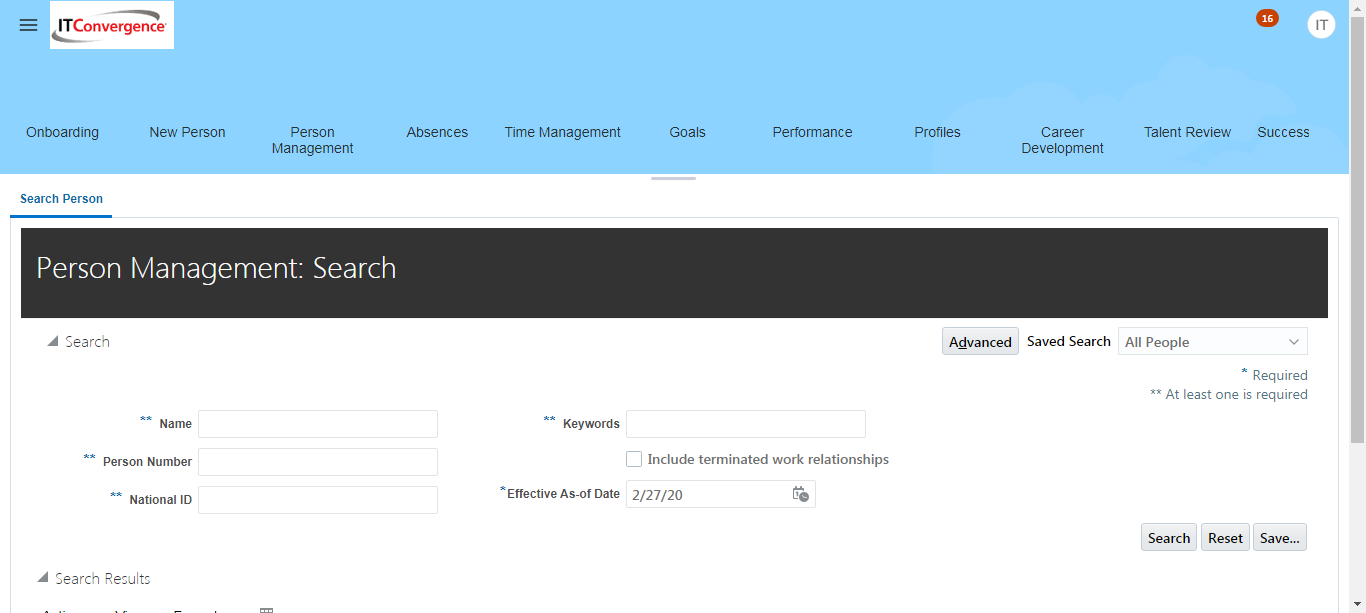 ITConvergence
16
IT
Onboarding
New Person
Person
Management
Absences
Time Management
Goals
Performance
Profiles
Career
Development
Talent Review
Success
Search Person
Person Management: Search
Search
Advanced
Saved Search
All People
* Required
** At least one is required
** Name
** Keywords
** Person Number
Include terminated work relationships
** National ID
*Effective As-of Date
2/27/20
Search
Reset
Save...
Search Results